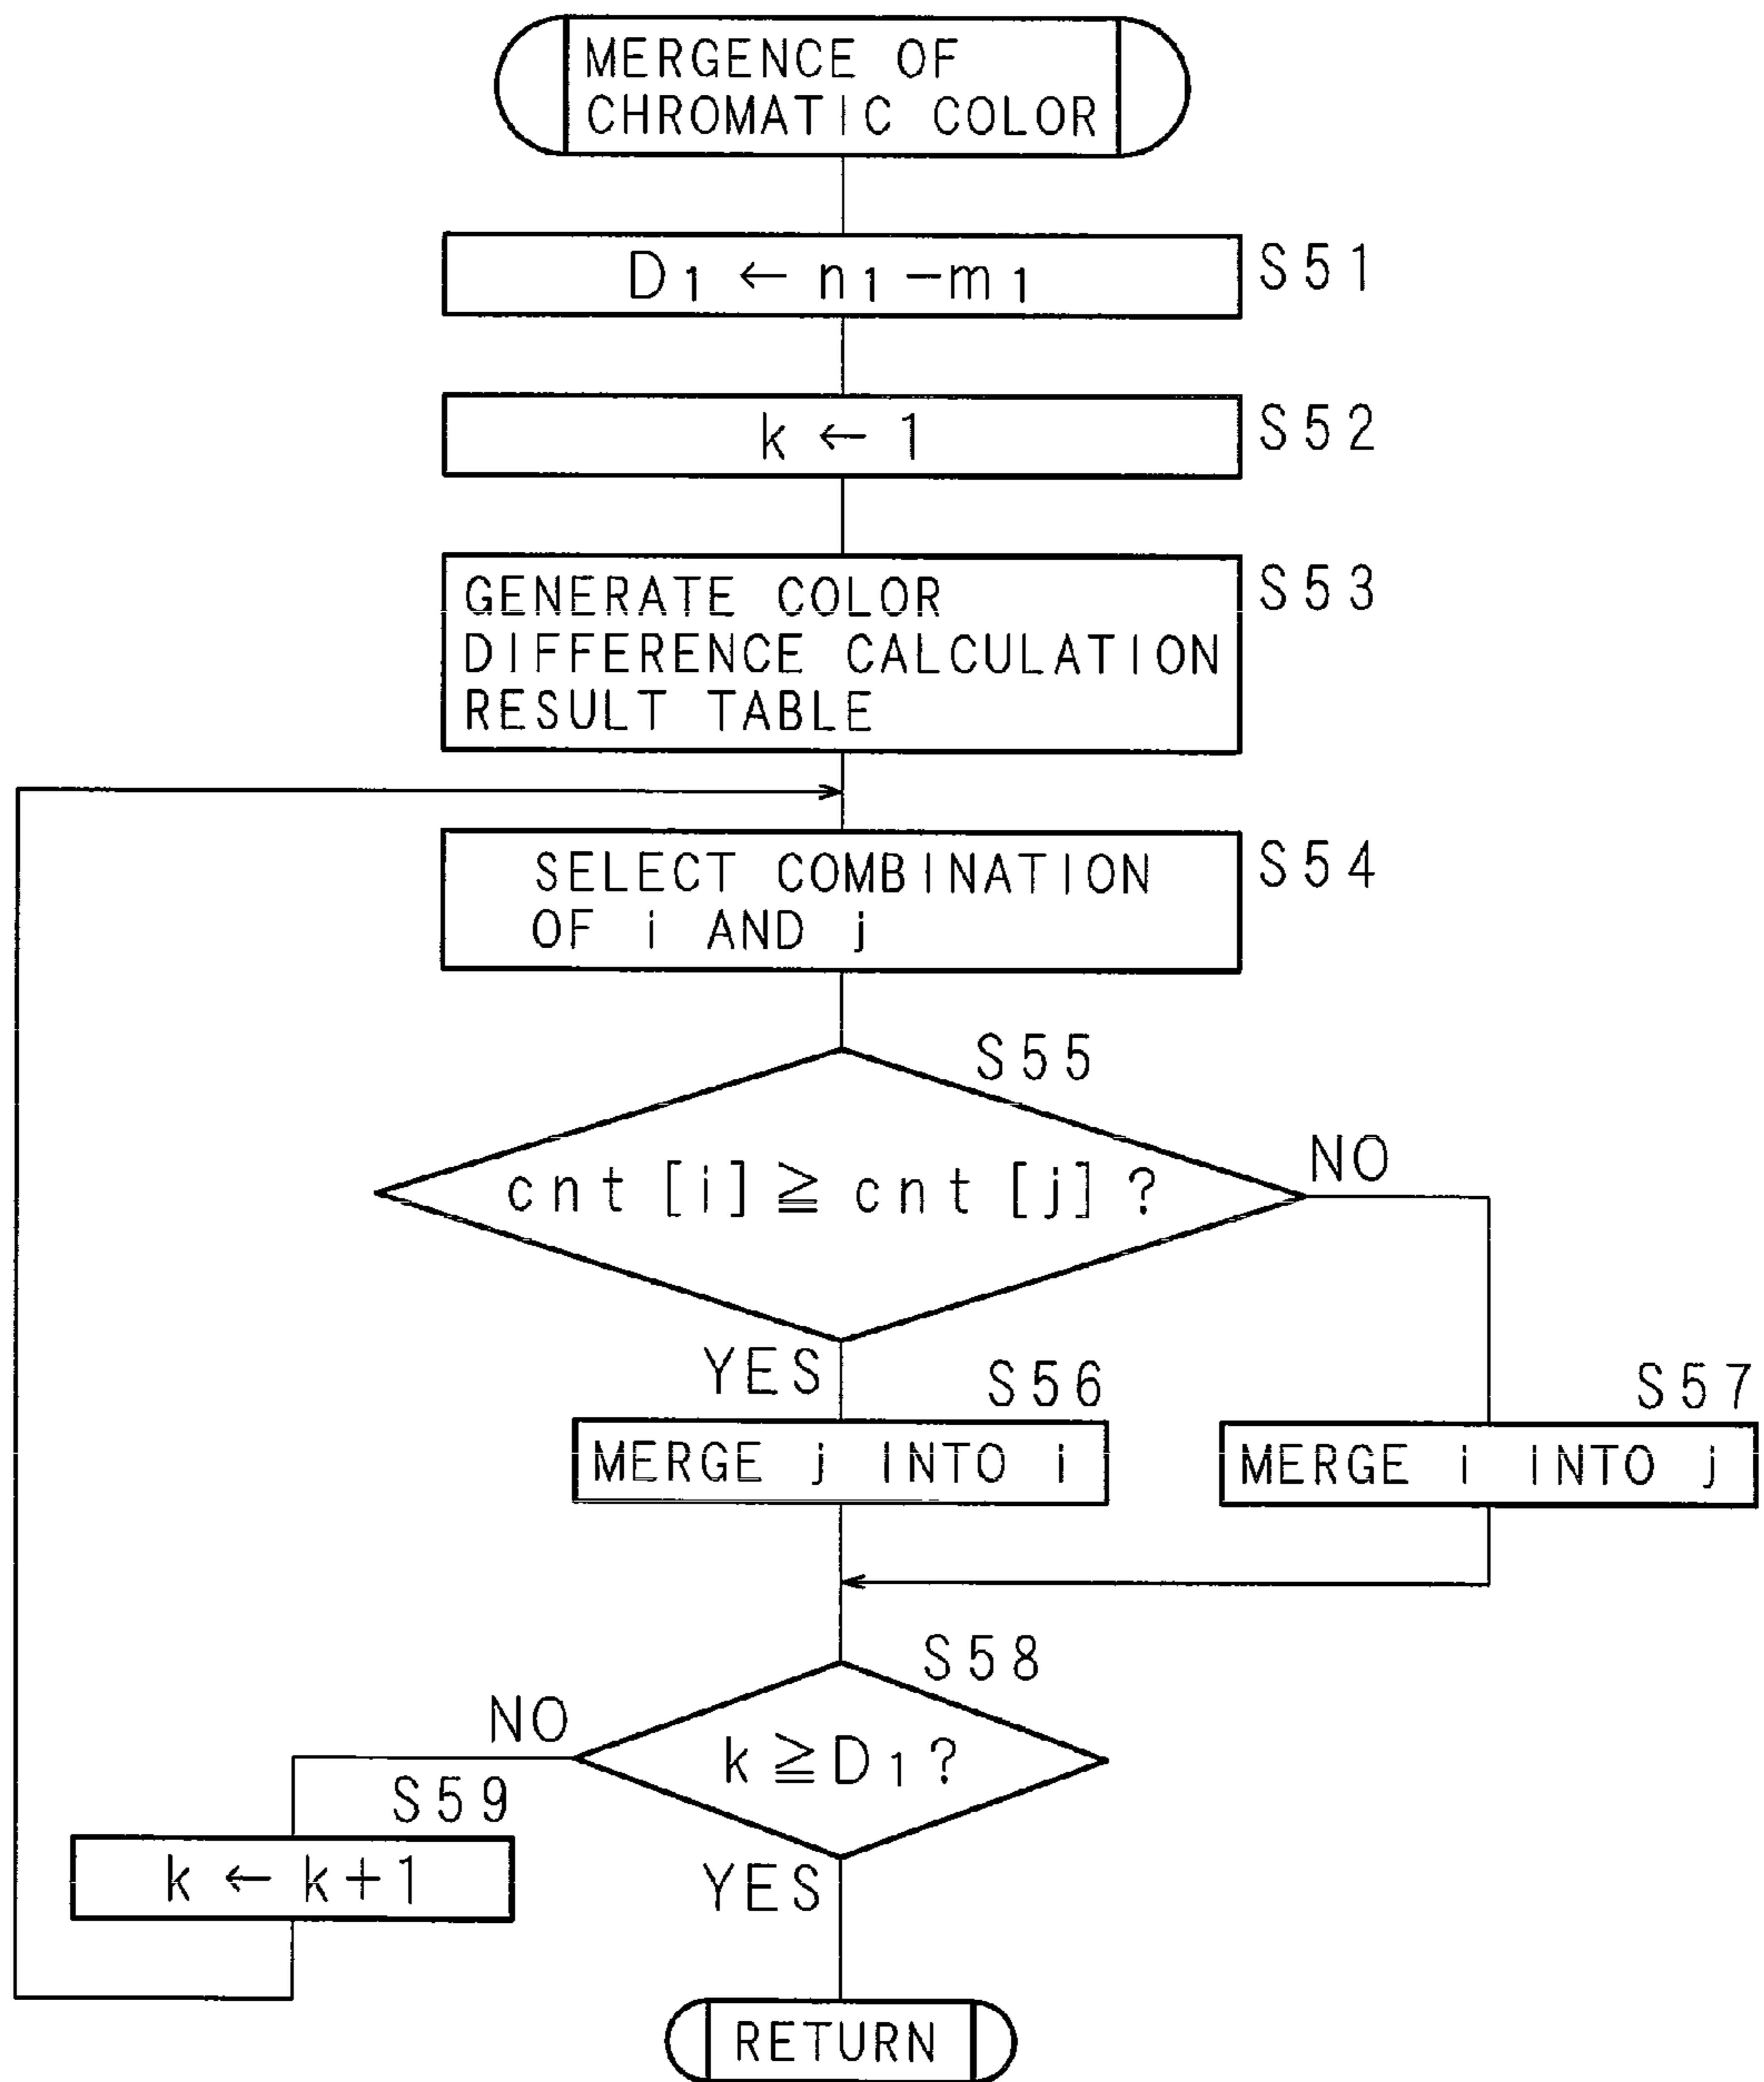 MERGENCE OF
CHROMATIC COLOR
D₁ ← n₁-m₁
S51
k ← 1
S52
GENERATE COLOR
DIFFERENCE CALCULATION
RESULT TABLE
S53
SELECT COMBINATION
OF i AND j
S54
S55
cnt [i] ≧ cnt [j] ?
NO
YES
S56
S57
MERGE j INTO i
MERGE i INTO j
S58
NO
k ≧ D₁ ?
S59
k ← k+1
YES
RETURN